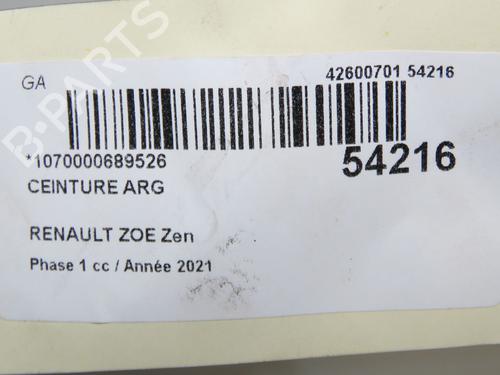 GA
42600701 54216
*1070000689526
54216
CEINTURE ARG
RENAULT ZOE Zen
Phase 1 cc / Année 2021
B-PARTS